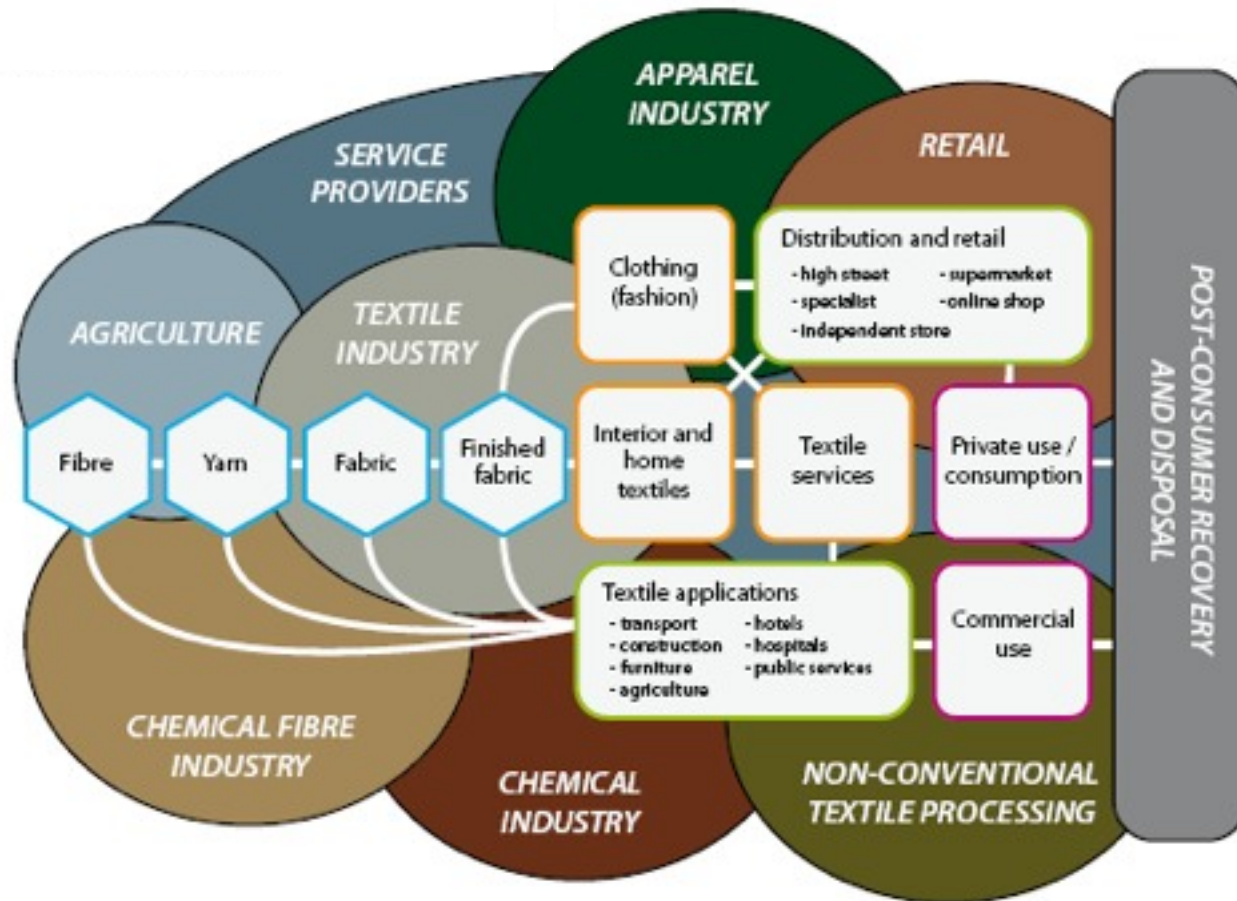 APPAREL
INDUSTRY
RETAIL
SERVICE
PROVIDERS
AGRICULTURE
TEXTILE
INDUSTRY
Clothing
(fashion)
Distribution and retail
- high street
- supermarket
- specialist
- online shop
- independent store
Fibre
Yarn
Fabric
Finished
fabric
Interior and
home
textiles
Textile
services
Private use /
consumption
Textile applications
- transport
- hotels
- construction
- hospitals
- furniture
- public services
- agriculture
Commercial
use
CHEMICAL FIBRE
INDUSTRY
CHEMICAL
INDUSTRY
NON-CONVENTIONAL
TEXTILE PROCESSING
POST-CONSUMER RECOVERY
AND DISPOSAL